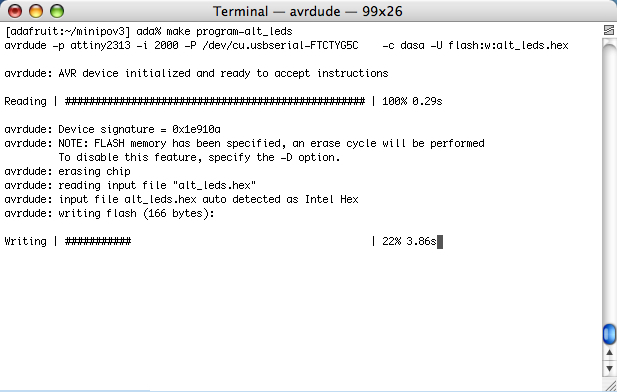 Terminal — avrdude — 99x26
[adafruit:~/minipov3] ada% make program-alt_leds
avrdude -p attiny2313 -i 2000 -P /dev/cu.usbserial-FTCTYG5C    -c dasa -U flash:w:alt_leds.hex
avrdude: AVR device initialized and ready to accept instructions
Reading | ################################################## | 100% 0.29s
avrdude: Device signature = 0x1e910a
avrdude: NOTE: FLASH memory has been specified, an erase cycle will be performed
         To disable this feature, specify the -D option.
avrdude: erasing chip
avrdude: reading input file "alt_leds.hex"
avrdude: input file alt_leds.hex auto detected as Intel Hex
avrdude: writing flash (166 bytes):
Writing | ###########                                        | 22% 3.86s